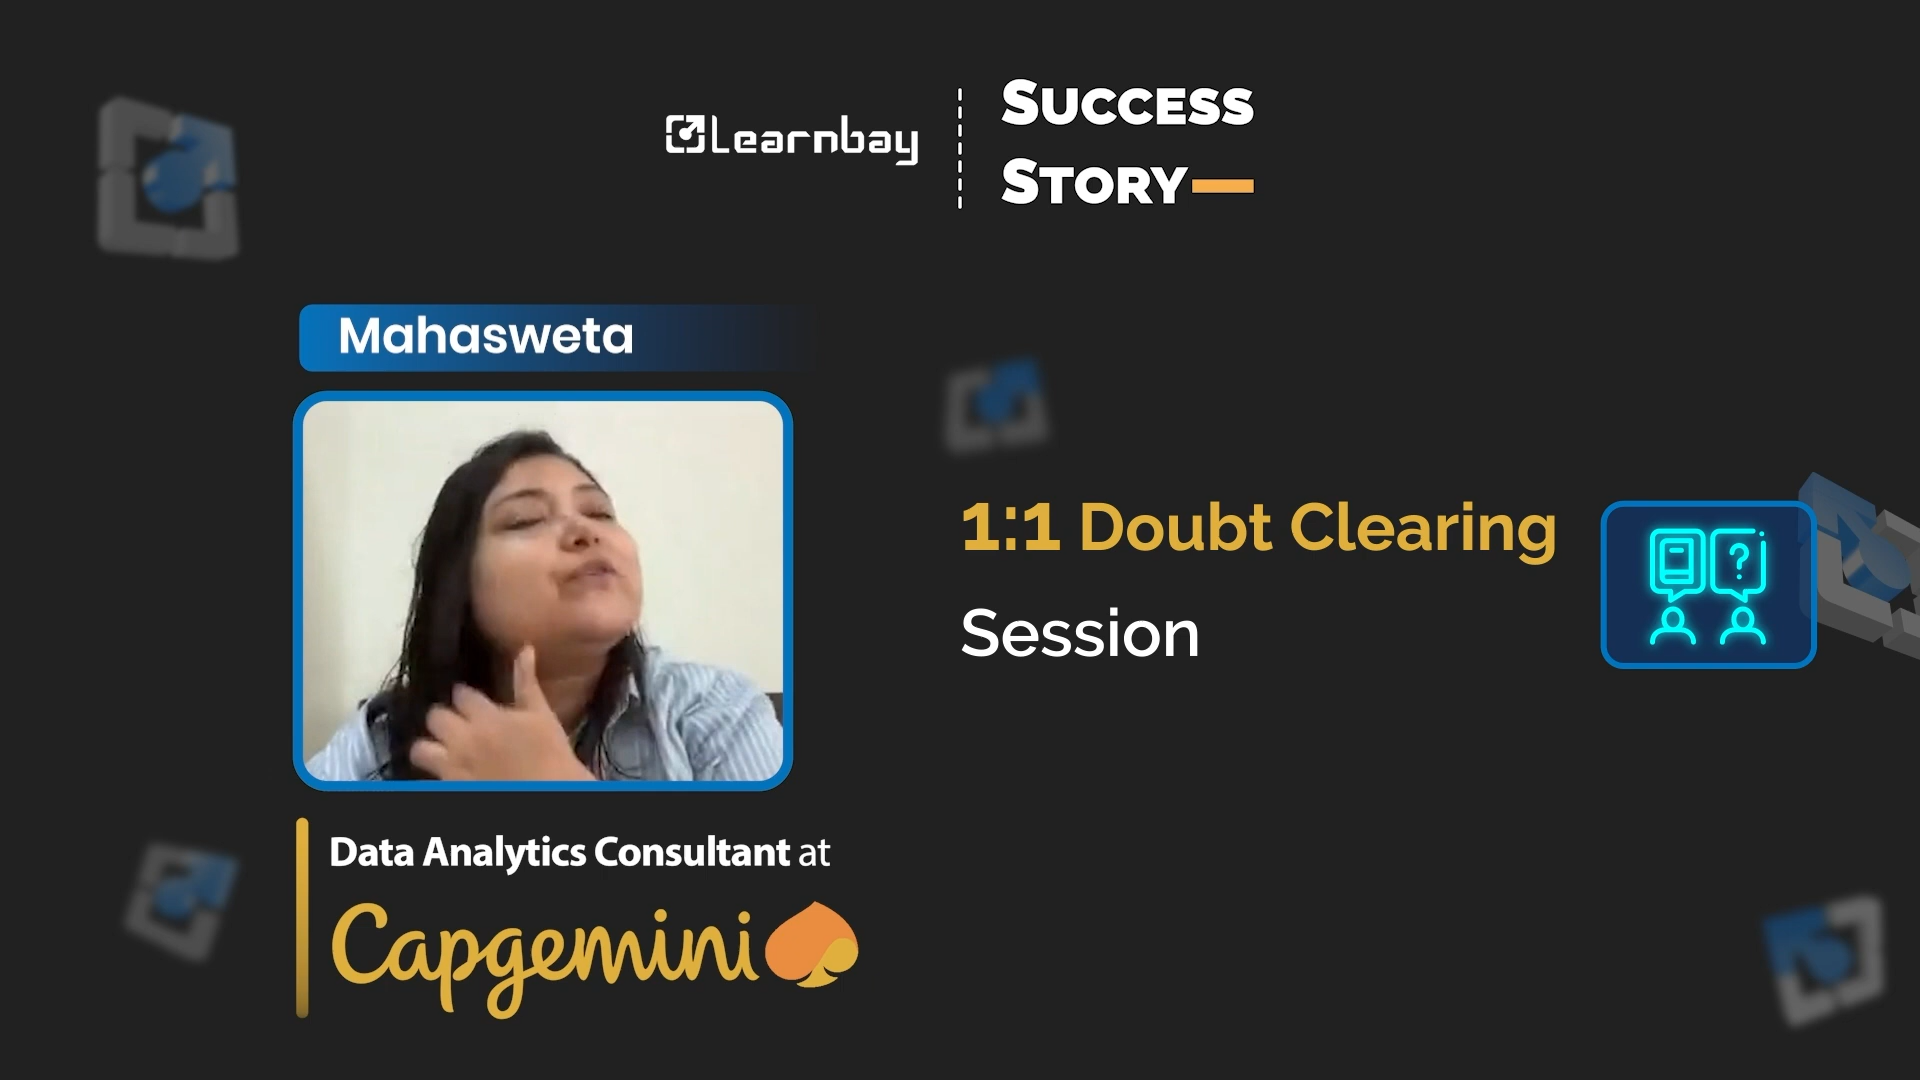 Learnbay
SUCCESS
STORY
Mahasweta
1:1 Doubt Clearing
Session
?
Data Analytics Consultant at
Capgemini